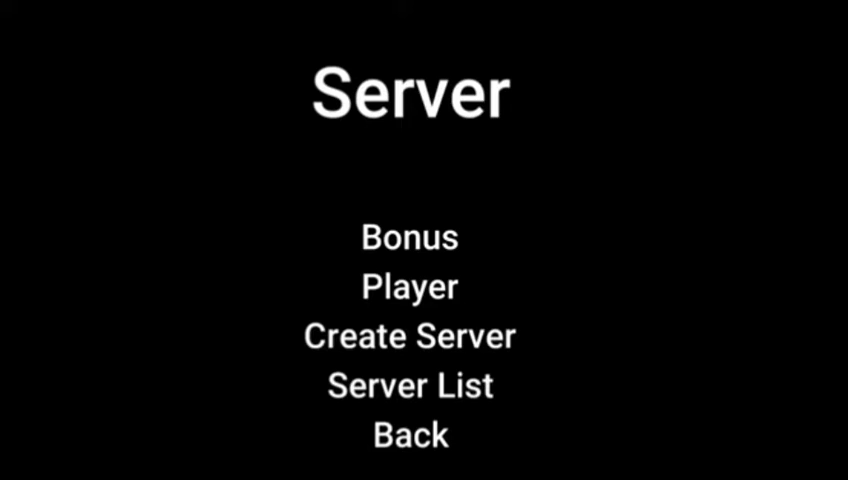 Server
Bonus
Player
Create Server
Server List
Back